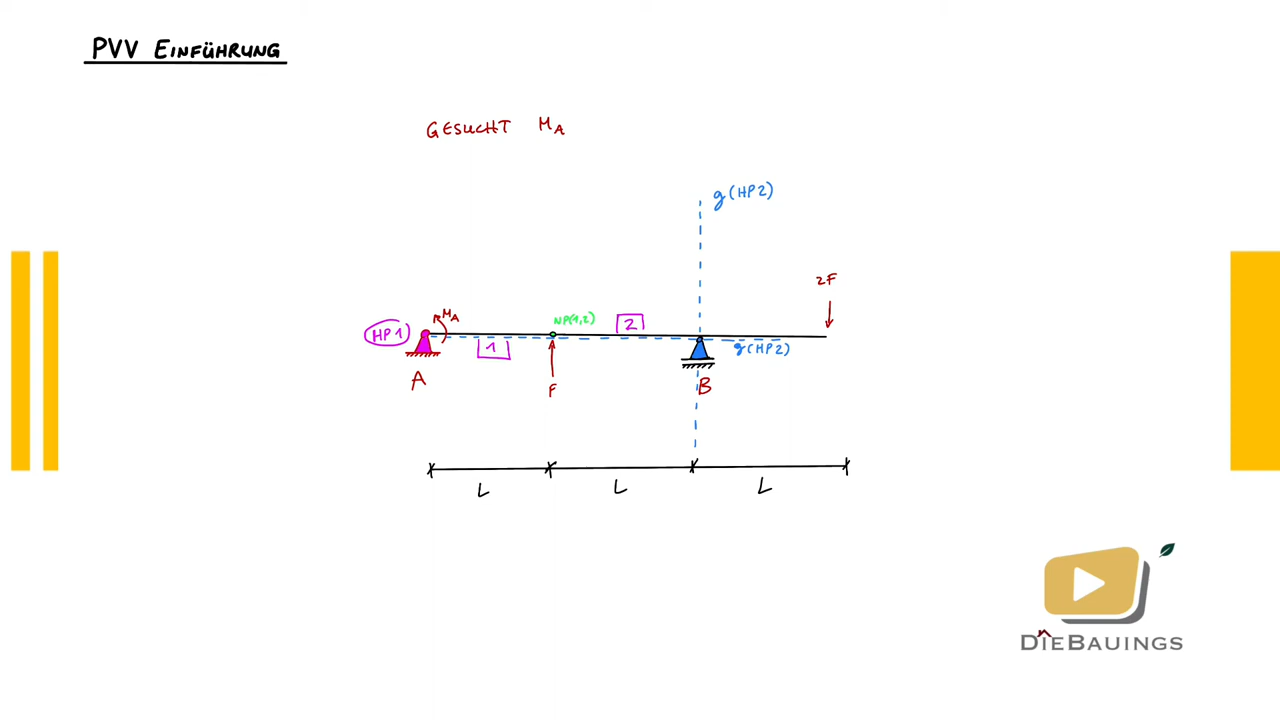 PVV EINFÜHRUNG
GESUCHT M_A
g(HP2)
2F
M_A
NP(1,2)
2
HP1
1
g(HP2)
A
F
B
L L L
DIEBAUINGS